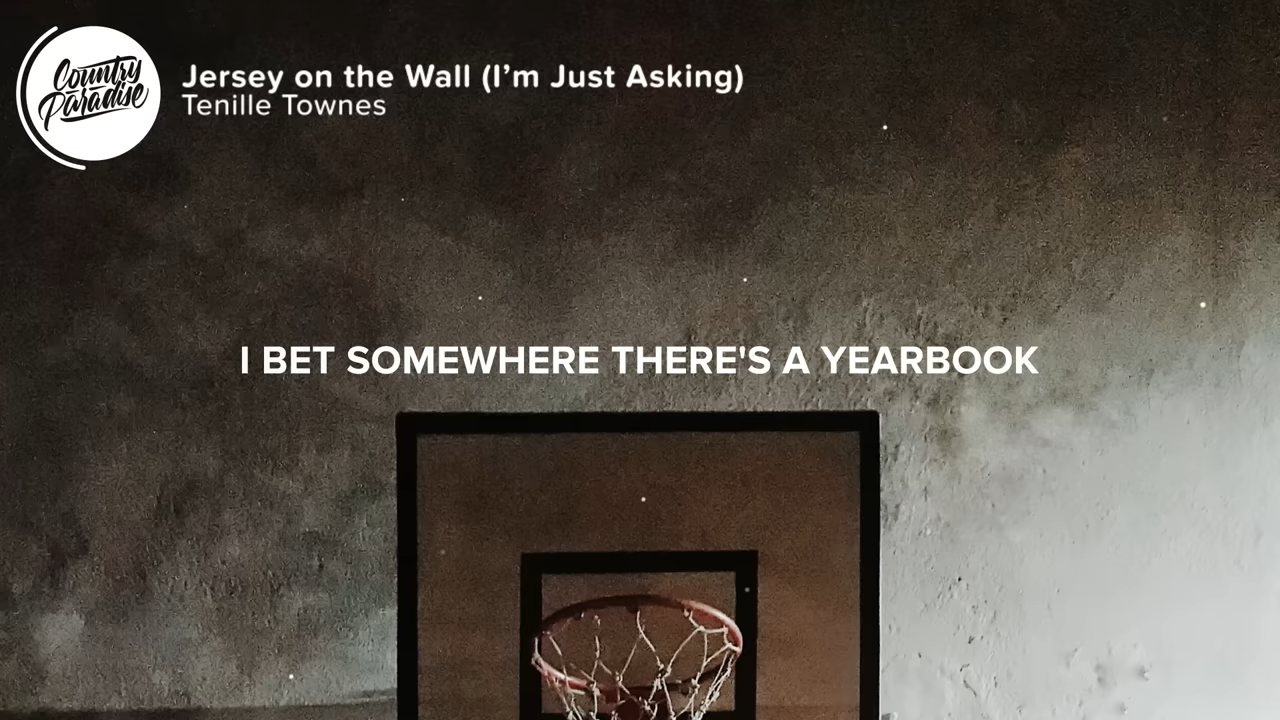 Country
Paradise
Jersey on the Wall (I’m Just Asking)
Tenille Townes
I BET SOMEWHERE THERE'S A YEARBOOK